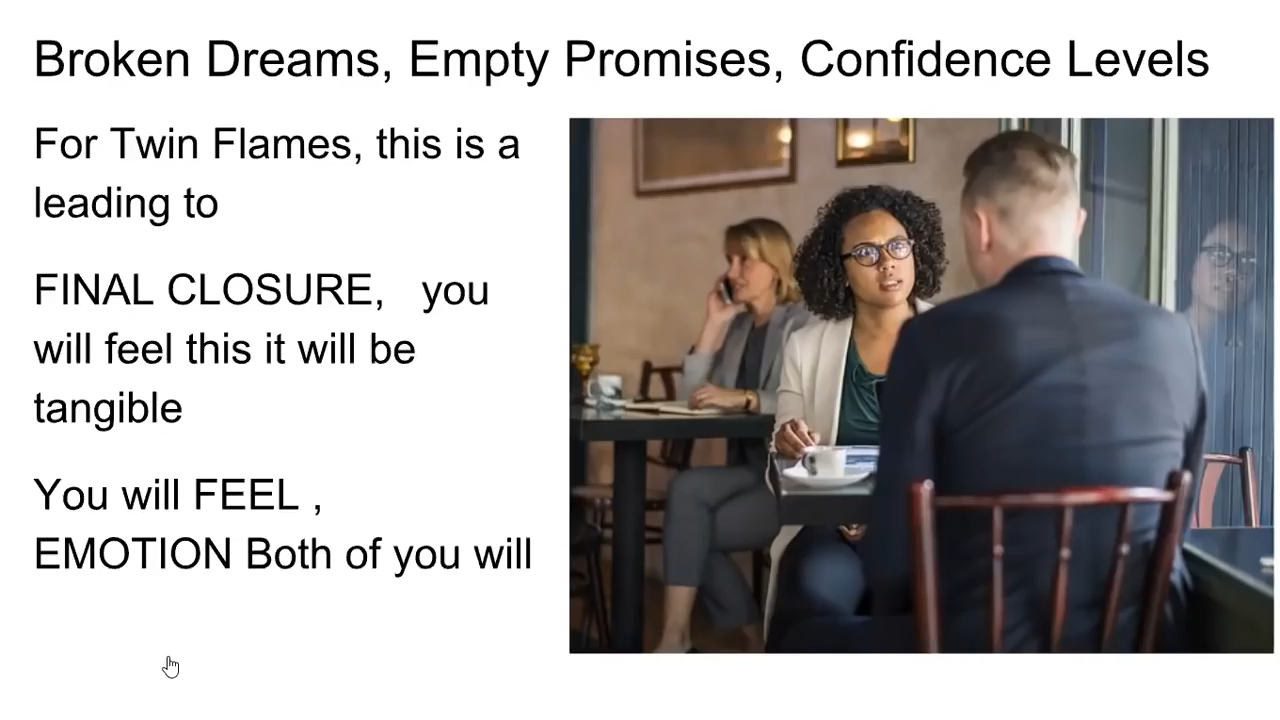 Broken Dreams, Empty Promises, Confidence Levels
For Twin Flames, this is a
leading to
FINAL CLOSURE, you
will feel this it will be
tangible
You will FEEL ,
EMOTION Both of you will